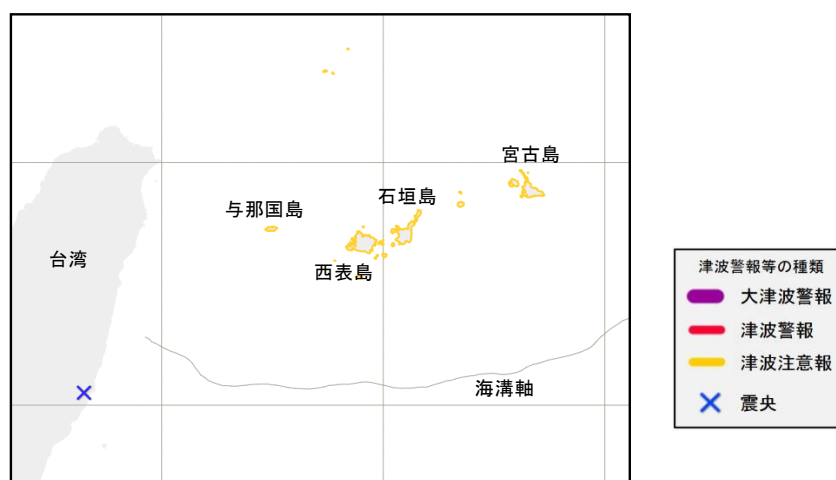 宮古島
石垣島
与那国島
台湾
西表島
海溝軸
津波警報等の種類
大津波警報
津波警報
津波注意報
震央